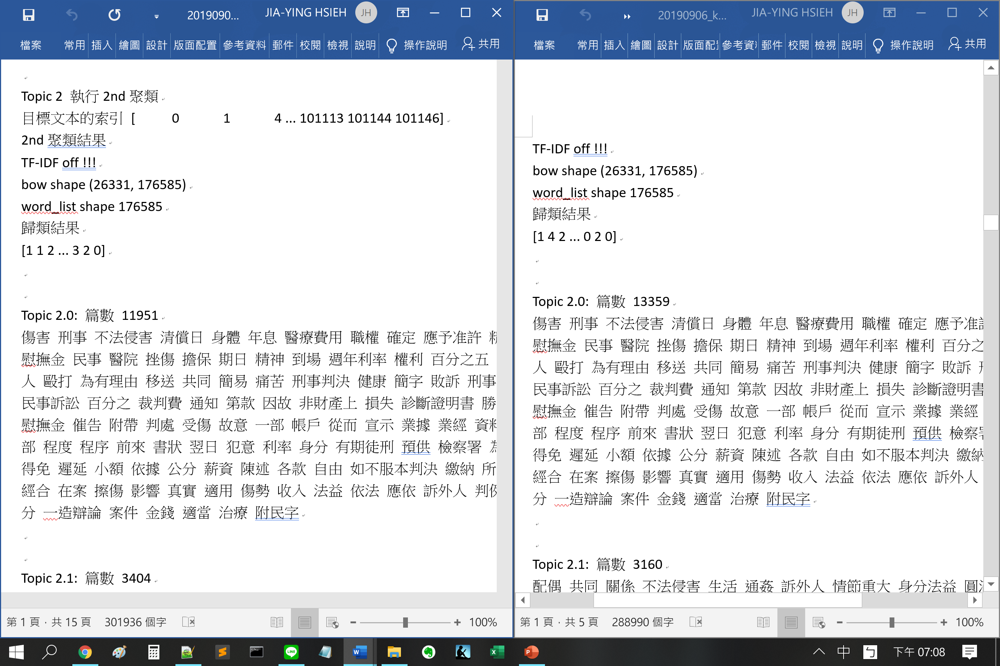 2019090...
JIA-YING HSIEH
JH
檔案 常用 插入 繪圖 設計 版面配置 參考資料 郵件 校閱 檢視 說明 操作說明 共用
Topic 2 執行 2nd 聚類
目標文本的索引 [ 0 1 4 ... 101113 101144 101146]
2nd 聚類結果
TF-IDF off !!!
bow shape (26331, 176585)
word_list shape 176585
歸類結果
[1 1 2 ... 3 2 0]
Topic 2.0: 篇數 11951
傷害 刑事 不法侵害 清償日 身體 年息 醫療費用 職權 確定 應予准許
慰撫金 民事 醫院 挫傷 擔保 期日 精神 到場 週年利率 權利 百分之五
人 毆打 為有理由 移送 共同 簡易 痛苦 刑事判決 健康 簡字 敗訴 刑事
民事訴訟 百分之 裁判費 通知 第款 因故 非財產上 損失 診斷證明書 勝
慰撫金 催告 附帶 判處 受傷 故意 一部 帳戶 從而 宣示 業據 業經 資料
部 程度 程序 前來 書狀 翌日 犯意 利率 身分 有期徒刑 預供 檢察署
得免 遲延 小額 依據 公分 薪資 陳述 各款 自由 如不服本判決 繳納 所
經合 在案 擦傷 影響 真實 適用 傷勢 收入 法益 依法 應依 訴外人 判例
分 一造辯論 案件 金錢 適當 治療 附民字
Topic 2.1: 篇數 3404
第 1 頁，共 15 頁 301936 個字 100%
20190906_k...
JIA-YING HSIEH
JH
檔案 常用 插入 繪圖 設計 版面配置 參考資料 郵件 校閱 檢視 說明 操作說明 共用
TF-IDF off !!!
bow shape (26331, 176585)
word_list shape 176585
歸類結果
[1 4 2 ... 0 2 0]
Topic 2.0: 篇數 13359
傷害 刑事 不法侵害 清償日 身體 年息 醫療費用 職權 確定 應予准許
慰撫金 民事 醫院 挫傷 擔保 期日 精神 到場 週年利率 權利 百分之
人 毆打 為有理由 移送 共同 簡易 痛苦 刑事判決 健康 簡字 敗訴
民事訴訟 百分之 裁判費 通知 第款 因故 非財產上 損失 診斷證明書
慰撫金 催告 附帶 判處 受傷 故意 一部 帳戶 從而 宣示 業據 業經
部 程度 程序 前來 書狀 翌日 犯意 利率 身分 有期徒刑 預供 檢察署
得免 遲延 小額 依據 公分 薪資 陳述 各款 自由 如不服本判決 繳納
經合 在案 擦傷 影響 真實 適用 傷勢 收入 法益 依法 應依 訴外人
分 一造辯論 案件 金錢 適當 治療 附民字
Topic 2.1: 篇數 3160
配偶 共同 關係 不法侵害 生活 通姦 訴外人 情節重大 身分法益 圓滿
第 1 頁，共 5 頁 288990 個字 100%
LINE
中 ㄅ 下午 07:08